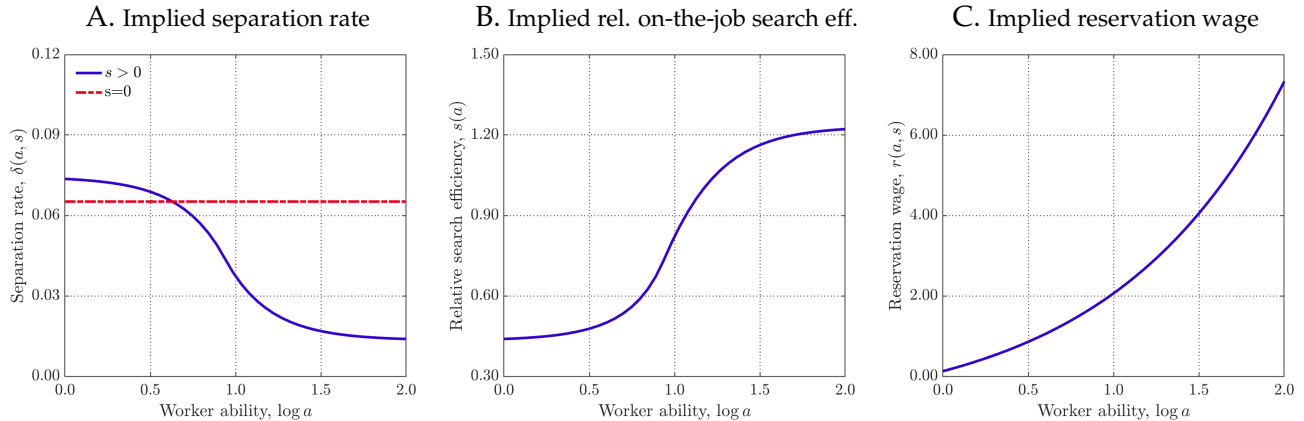 A. Implied separation rate
0.12
0.09
0.06
0.03
0.00
Separation rate, δ(a, s)
s > 0
s=0
0.0 0.5 1.0 1.5 2.0
Worker ability, log a
B. Implied rel. on-the-job search eff.
1.50
1.20
0.90
0.60
0.30
Relative search efficiency, s(a)
0.0 0.5 1.0 1.5 2.0
Worker ability, log a
C. Implied reservation wage
8.00
6.00
4.00
2.00
0.00
Reservation wage, r(a, s)
0.0 0.5 1.0 1.5 2.0
Worker ability, log a